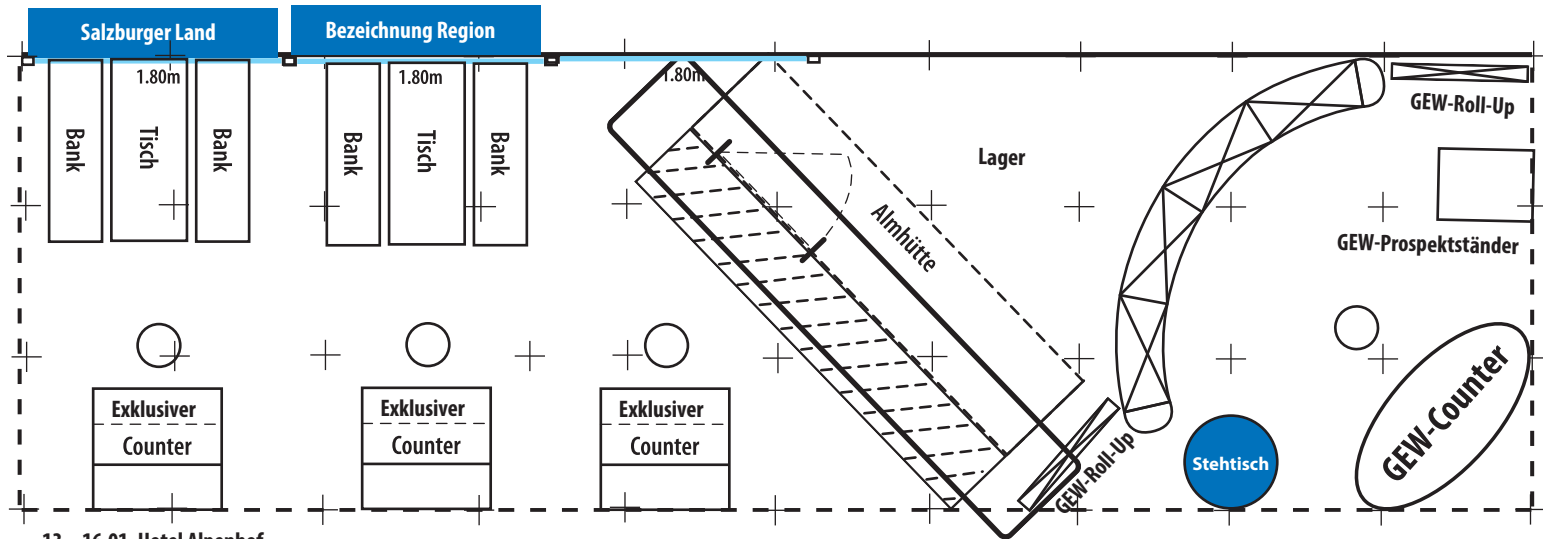 Salzburger Land
Bezeichnung Region
1.80m
1.80m
1.80m
GEW-Roll-Up
Bank
Tisch
Bank
Bank
Tisch
Bank
Lager
Almhütte
GEW-Prospektständer
Exklusiver
Counter
Exklusiver
Counter
Exklusiver
Counter
GEW-Roll-Up
Stehtisch
GEW-Counter